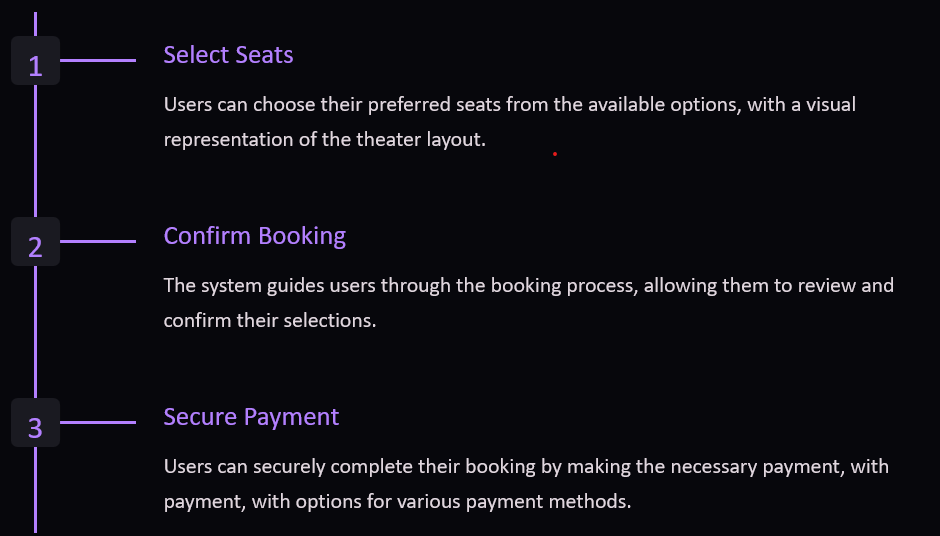 1
Select Seats
Users can choose their preferred seats from the available options, with a visual
representation of the theater layout.
2
Confirm Booking
The system guides users through the booking process, allowing them to review and
confirm their selections.
3
Secure Payment
Users can securely complete their booking by making the necessary payment, with
payment, with options for various payment methods.